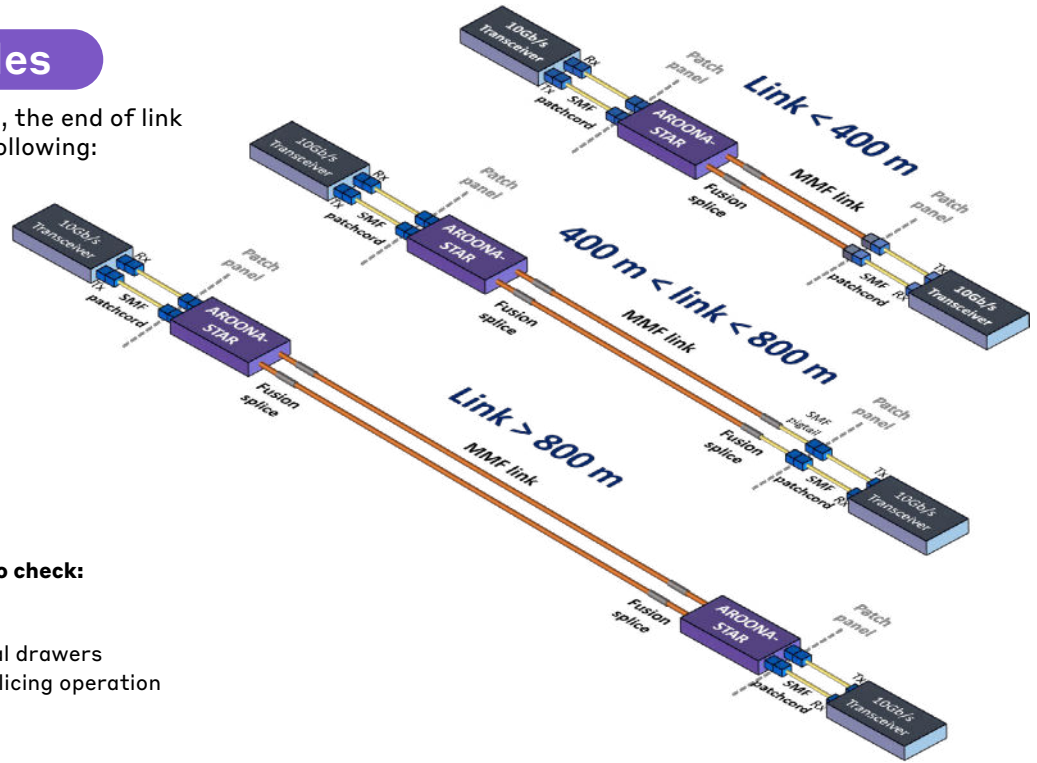 les
, the end of link
ollowing:
o check:
al drawers
licing operation
10Gb/s
Transceiver
Rx
Tx
SMF
patchcord
Patch
panel
AROONA-
STAR
Fusion
splice
MMF link
Link < 400 m
Patch
panel
SMF
patchcord
Tx
Rx
10Gb/s
Transceiver
10Gb/s
Transceiver
Rx
Tx
SMF
patchcord
Patch
panel
AROONA-
STAR
Fusion
splice
MMF link
400 m < link < 800 m
Fusion
splice
SMF
pigtail
Patch
panel
SMF
patchcord
Tx
Rx
10Gb/s
Transceiver
10Gb/s
Transceiver
Rx
Tx
SMF
patchcord
Patch
panel
AROONA-
STAR
Fusion
splice
MMF link
Link > 800 m
Fusion
splice
AROONA-
STAR
Patch
panel
SMF
patchcord
Tx
Rx
10Gb/s
Transceiver